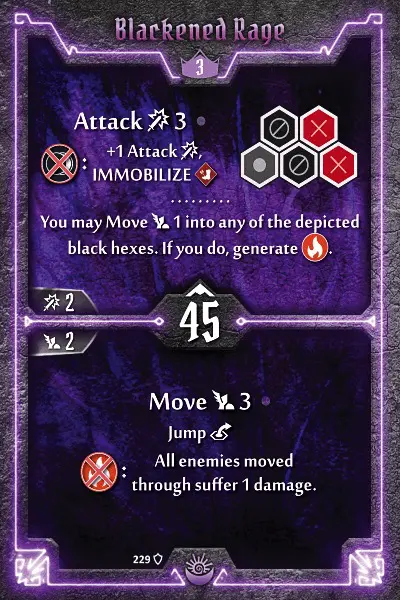 Blackened Rage
3
Attack 3
: +1 Attack,
IMMOBILIZE
You may Move 1 into any of the depicted
black hexes. If you do, generate .
2
45
2
Move 3
Jump
: All enemies moved
through suffer 1 damage.
229